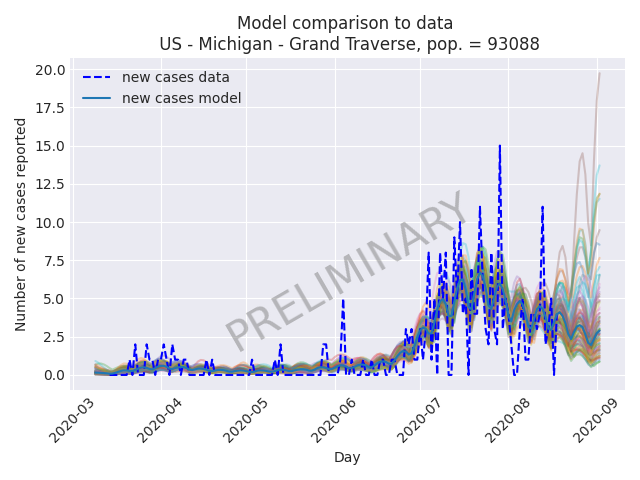 Model comparison to data
US - Michigan - Grand Traverse, pop. = 93088
20.0
17.5
15.0
12.5
10.0
7.5
5.0
2.5
0.0
Number of new cases reported
new cases data
new cases model
PRELIMINARY
2020-03
2020-04
2020-05
2020-06
2020-07
2020-08
2020-09
Day